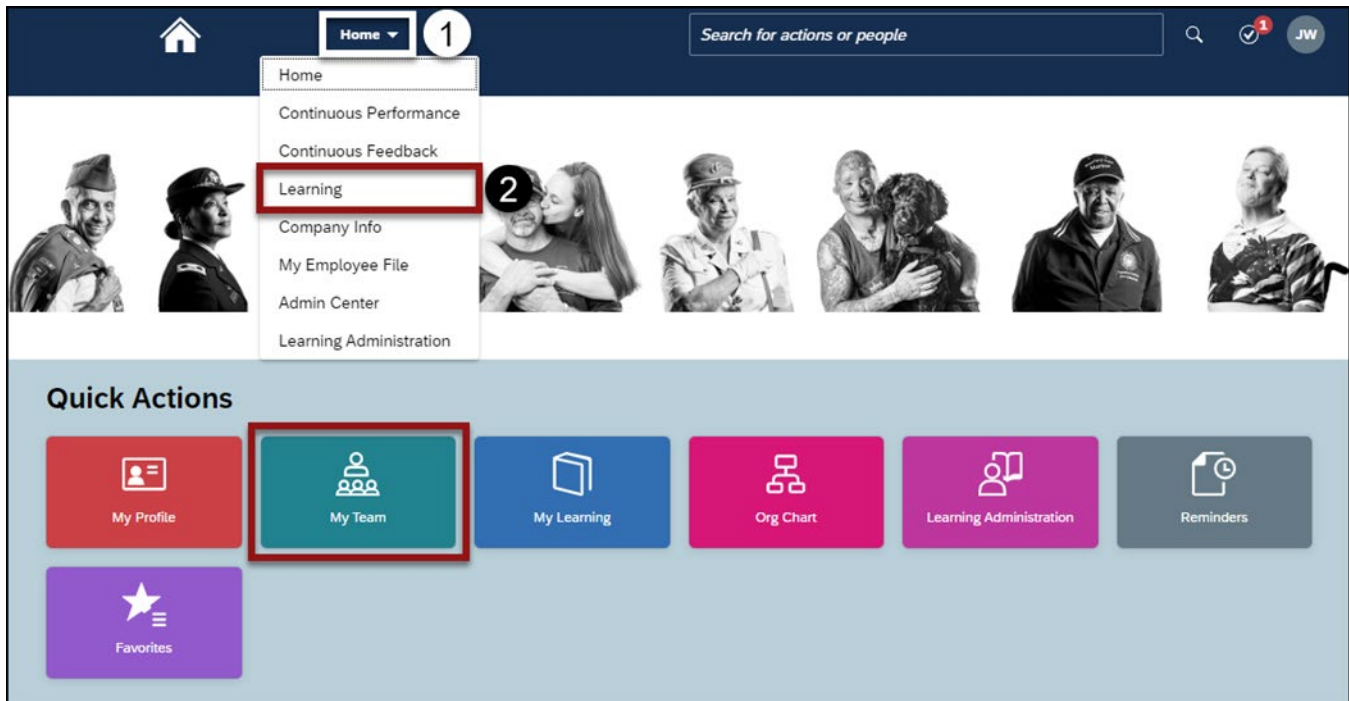 Home
1
Search for actions or people
1
JW
Home
Continuous Performance
Continuous Feedback
Learning
2
Company Info
My Employee File
Admin Center
Learning Administration
Quick Actions
My Profile
My Team
My Learning
Org Chart
Learning Administration
Reminders
Favorites